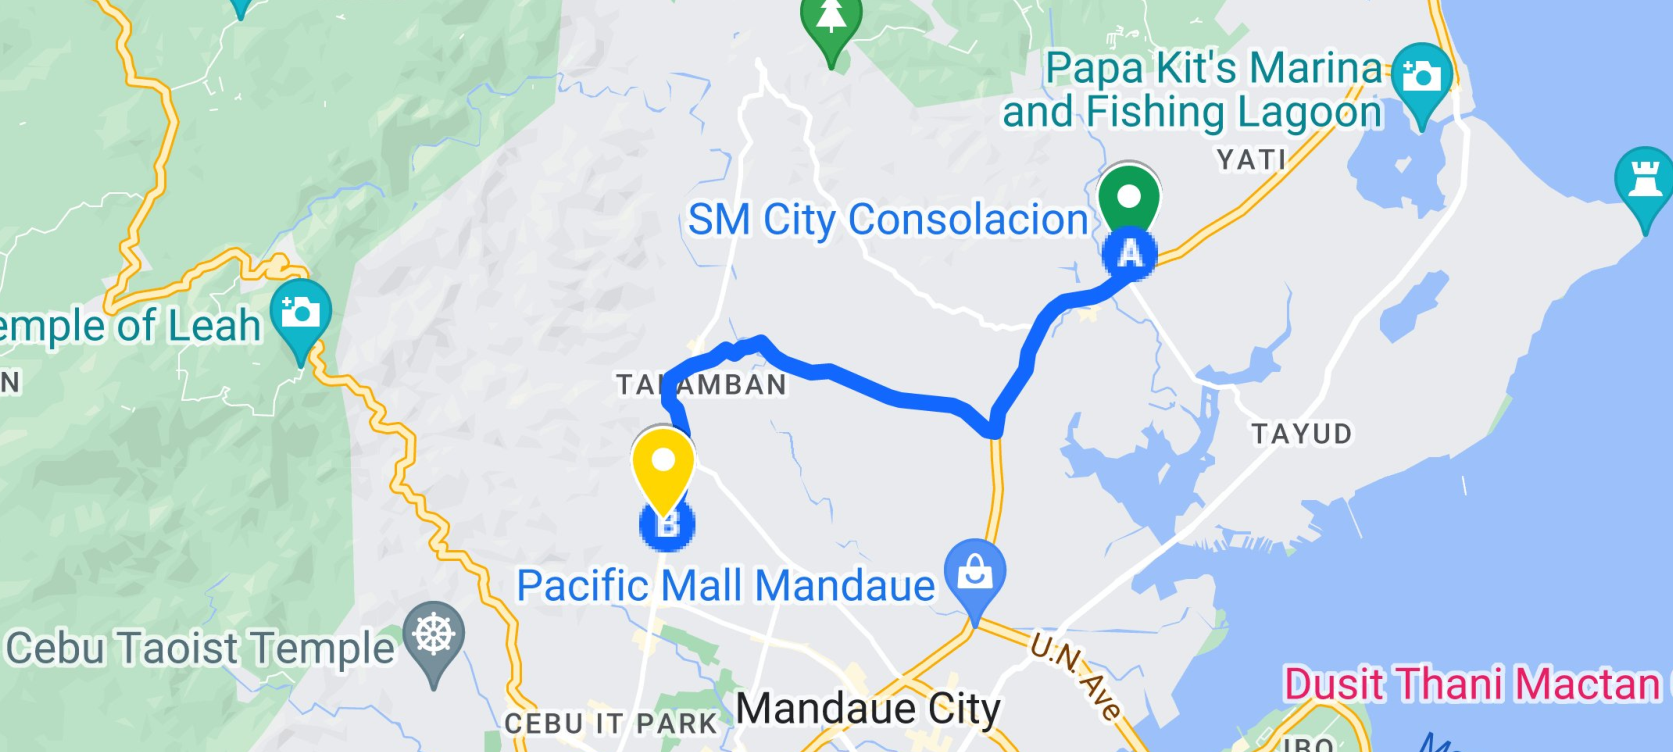 Papa Kit's Marina
and Fishing Lagoon
YATI
SM City Consolacion
A
emple of Leah
N
TALAMBAN
TAYUD
B
Pacific Mall Mandaue
Cebu Taoist Temple
U.N. Ave
Dusit Thani Mactan
CEBU IT PARK
Mandaue City